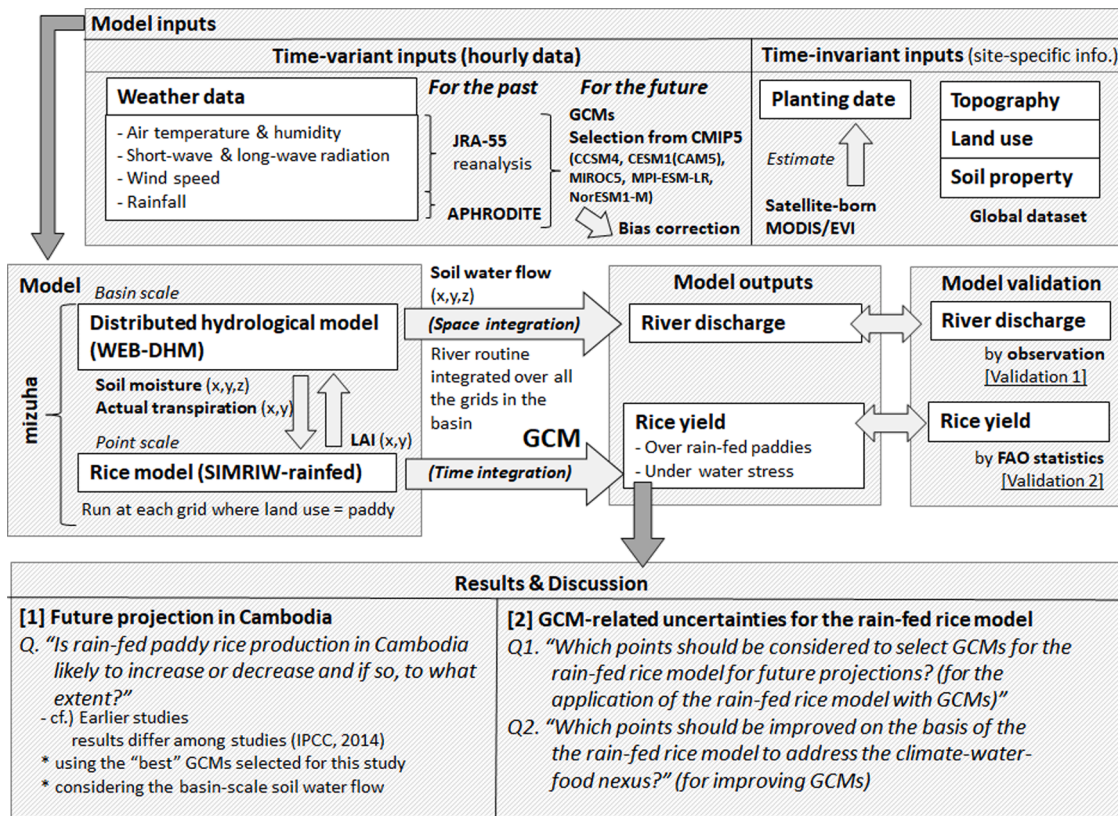 Model inputs
Time-variant inputs (hourly data)
Weather data
- Air temperature & humidity
- Short-wave & long-wave radiation
- Wind speed
- Rainfall
For the past
JRA-55
reanalysis
APHRODITE
For the future
GCMs
Selection from CMIP5
(CCSM4, CESM1(CAM5),
MIROC5, MPI-ESM-LR,
NorESM1-M)
Bias correction
Time-invariant inputs (site-specific info.)
Planting date
Estimate
Satellite-born
MODIS/EVI
Topography
Land use
Soil property
Global dataset
Model
mizuha
Basin scale
Distributed hydrological model
(WEB-DHM)
Soil moisture (x,y,z)
Actual transpiration (x,y)
LAI (x,y)
Point scale
Rice model (SIMRIW-rainfed)
Run at each grid where land use = paddy
Soil water flow
(x,y,z)
(Space integration)
River routine
integrated over all
the grids in the
basin
GCM
(Time integration)
Model outputs
River discharge
Rice yield
- Over rain-fed paddies
- Under water stress
Model validation
River discharge
by observation
[Validation 1]
Rice yield
by FAO statistics
[Validation 2]
Results & Discussion
[1] Future projection in Cambodia
Q. “Is rain-fed paddy rice production in Cambodia
likely to increase or decrease and if so, to what
extent?”
- cf.) Earlier studies
results differ among studies (IPCC, 2014)
* using the “best” GCMs selected for this study
* considering the basin-scale soil water flow
[2] GCM-related uncertainties for the rain-fed rice model
Q1. “Which points should be considered to select GCMs for the
rain-fed rice model for future projections? (for the
application of the rain-fed rice model with GCMs)”
Q2. “Which points should be improved on the basis of the
the rain-fed rice model to address the climate-water-
food nexus?” (for improving GCMs)